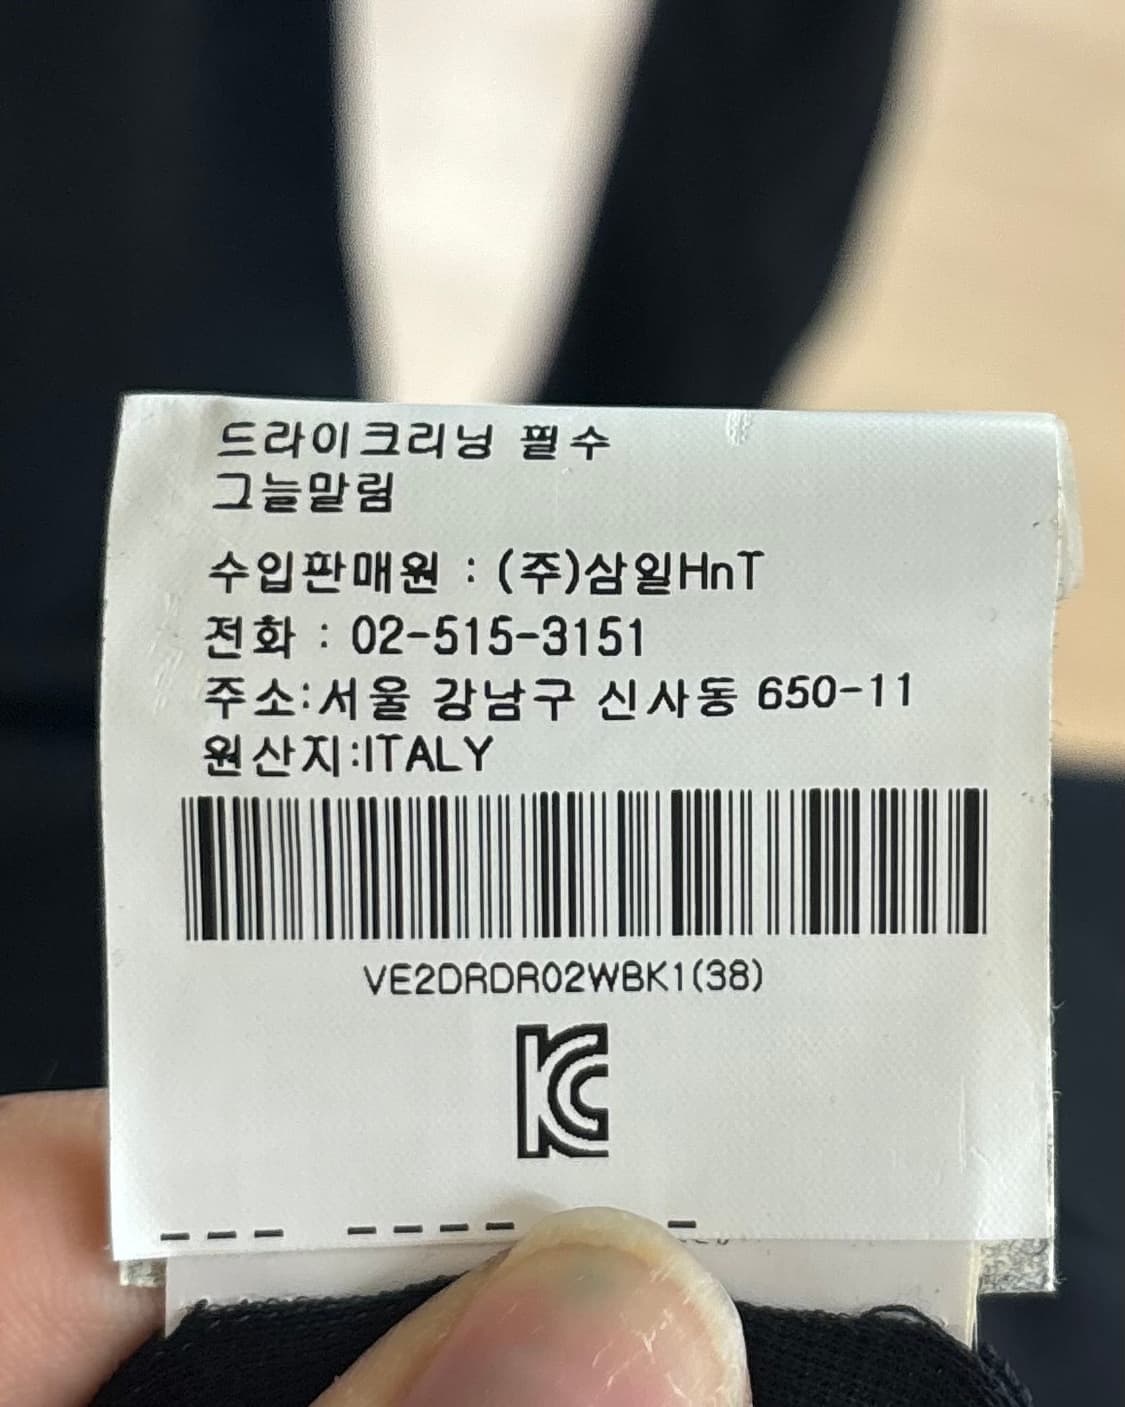 드라이크리닝 필수
그늘말림
수입판매원 : (주)삼일HnT
전화 : 02-515-3151
주소:서울 강남구 신사동 650-11
원산지:ITALY
VE2DRDR02WBK1(38)
KC